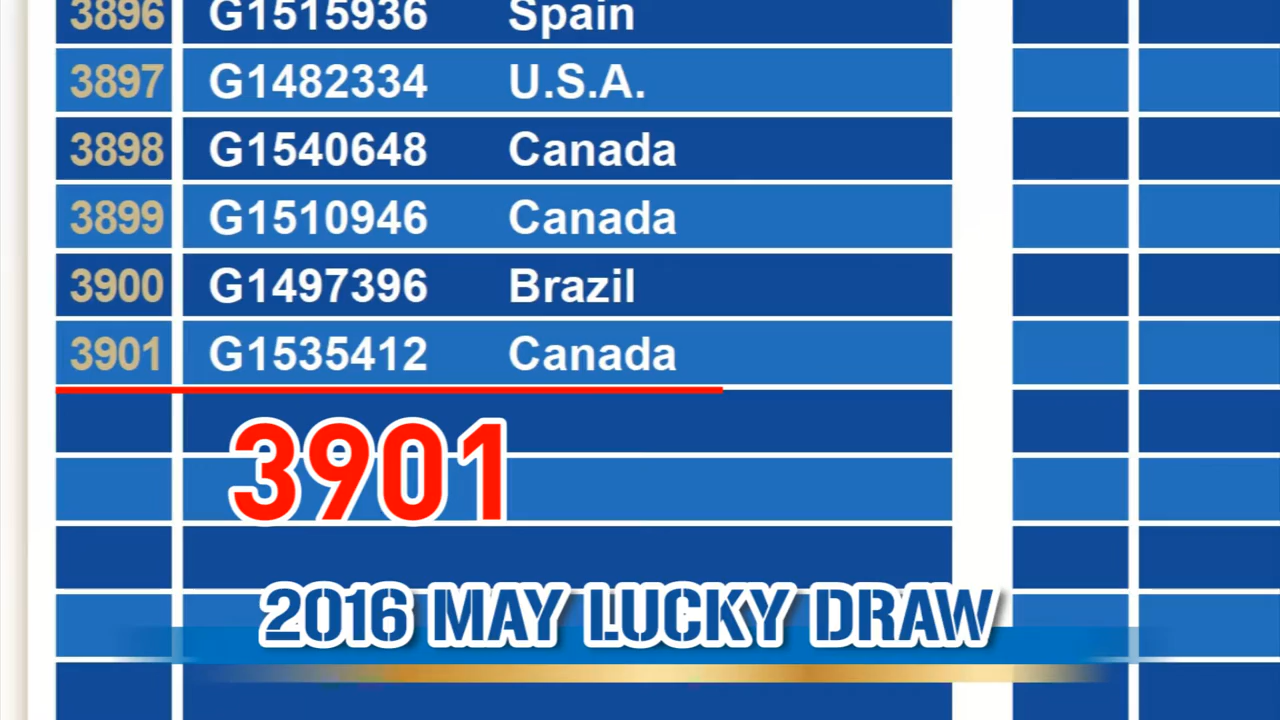 3896 G1515936 Spain
3897 G1482334 U.S.A.
3898 G1540648 Canada
3899 G1510946 Canada
3900 G1497396 Brazil
3901 G1535412 Canada
3901
2016 MAY LUCKY DRAW